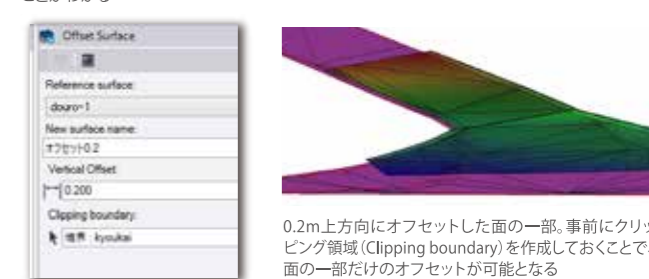 Offset Surface
Reference surface:
douro-1
New surface name:
オフセット0.2
Vertical Offset:
0.200
Clipping boundary:
境界 : kyoukai
0.2m上方向にオフセットした面の一部。事前にクリッ
ピング領域（Clipping boundary）を作成しておくことで、
面の一部だけのオフセットが可能となる